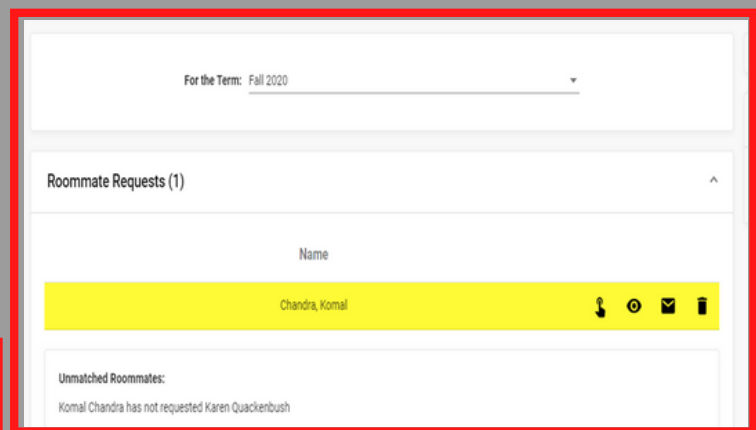 For the Term: Fall 2020
Roommate Requests (1)
Name
Chandra, Komal
Unmatched Roommates:
Komal Chandra has not requested Karen Quackenbush